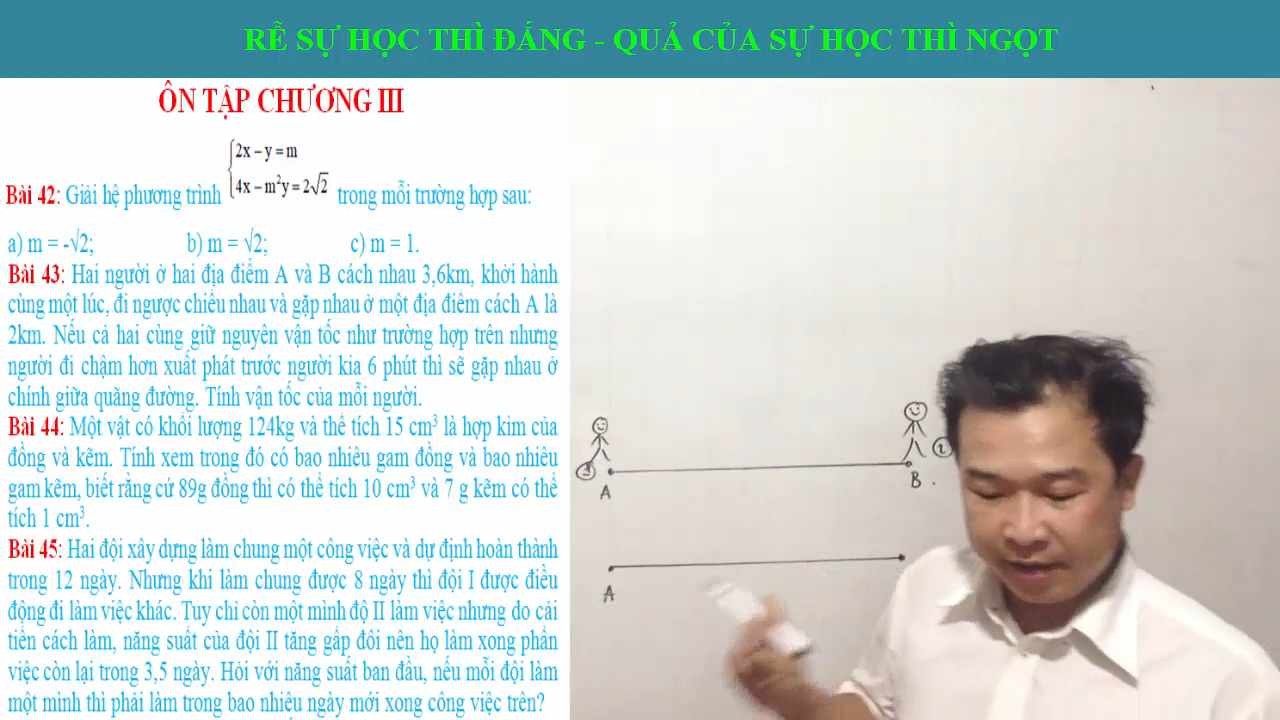 RỄ SỰ HỌC THÌ ĐẮNG - QUẢ CỦA SỰ HỌC THÌ NGỌT
ÔN TẬP CHƯƠNG III
2x – y = m
4x – m²y = 2√2
Bài 42: Giải hệ phương trình trong mỗi trường hợp sau:
a) m = -√2; b) m = √2; c) m = 1.
Bài 43: Hai người ở hai địa điểm A và B cách nhau 3,6km, khởi hành
cùng một lúc, đi ngược chiều nhau và gặp nhau ở một địa điểm cách A là
2km. Nếu cả hai cùng giữ nguyên vận tốc như trường hợp trên nhưng
người đi chậm hơn xuất phát trước người kia 6 phút thì sẽ gặp nhau ở
chính giữa quãng đường. Tính vận tốc của mỗi người.
Bài 44: Một vật có khối lượng 124kg và thể tích 15 cm³ là hợp kim của
đồng và kẽm. Tính xem trong đó có bao nhiêu gam đồng và bao nhiêu
gam kẽm, biết rằng cứ 89g đồng thì có thể tích 10 cm³ và 7 g kẽm có thể
tích 1 cm³.
Bài 45: Hai đội xây dựng làm chung một công việc và dự định hoàn thành
trong 12 ngày. Nhưng khi làm chung được 8 ngày thì đội I được điều
động đi làm việc khác. Tuy chỉ còn một mình độ II làm việc nhưng do cải
tiến cách làm, năng suất của đội II tăng gấp đôi nên họ làm xong phần
việc còn lại trong 3,5 ngày. Hỏi với năng suất ban đầu, nếu mỗi đội làm
một mình thì phải làm trong bao nhiêu ngày mới xong công việc trên?
A B
A